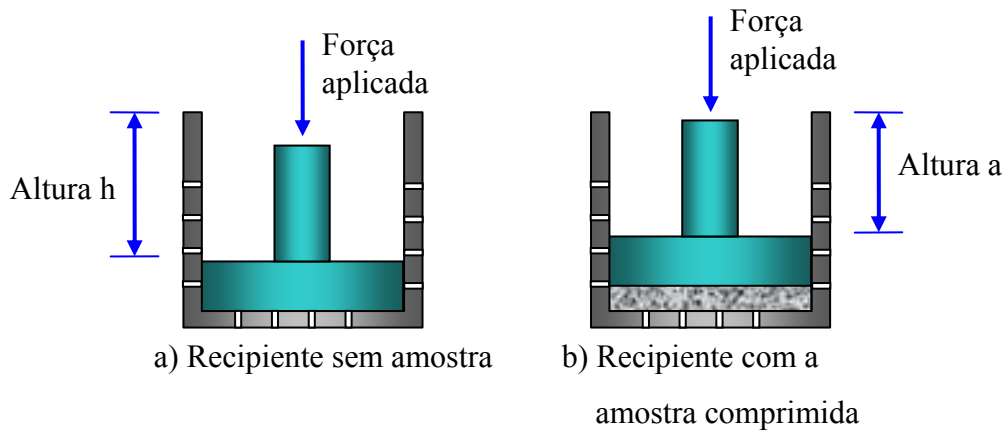 Força
aplicada
Altura h
a) Recipiente sem amostra
Força
aplicada
Altura a
b) Recipiente com a
amostra comprimida